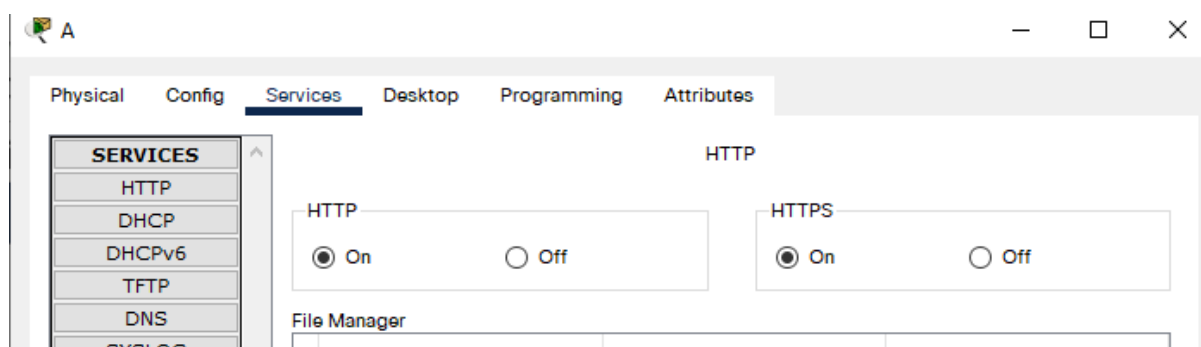 A
Physical Config Services Desktop Programming Attributes
SERVICES
HTTP
DHCP
DHCPv6
TFTP
DNS
HTTP
HTTP
On Off
HTTPS
On Off
File Manager